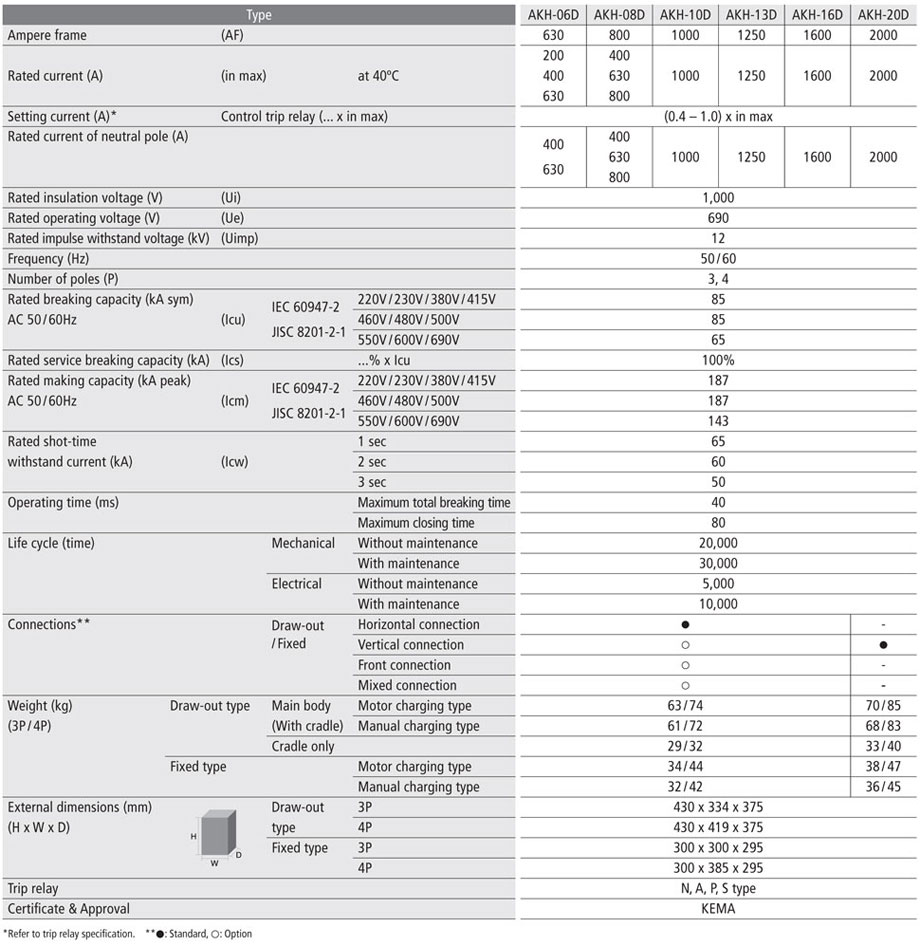 Type AKH-06D AKH-08D AKH-10D AKH-13D AKH-16D AKH-20D
Ampere frame (AF) 630 800 1000 1250 1600 2000
200 400
Rated current (A) (in max) at 40ºC 400 630 1000 1250 1600 2000
630 800
Setting current (A)* Control trip relay (... x in max) (0.4 – 1.0) x in max
Rated current of neutral pole (A)
400
400 630 1000 1250 1600 2000
630 800
Rated insulation voltage (V) (Ui) 1,000
Rated operating voltage (V) (Ue) 690
Rated impulse withstand voltage (kV) (Uimp) 12
Frequency (Hz) 50/60
Number of poles (P) 3, 4
Rated breaking capacity (kA sym) IEC 60947-2 220V/230V/380V/415V 85
AC 50/60Hz (Icu) JISC 8201-2-1 460V/480V/500V 85
550V/600V/690V 65
Rated service breaking capacity (kA) (Ics) ...% x Icu 100%
Rated making capacity (kA peak) IEC 60947-2 220V/230V/380V/415V 187
AC 50/60Hz (Icm) JISC 8201-2-1 460V/480V/500V 187
550V/600V/690V 143
Rated shot-time 1 sec 65
withstand current (kA) (Icw) 2 sec 60
3 sec 50
Operating time (ms) Maximum total breaking time 40
Maximum closing time 80
Life cycle (time) Mechanical Without maintenance 20,000
With maintenance 30,000
Electrical Without maintenance 5,000
With maintenance 10,000
Connections** Draw-out Horizontal connection ● -
/Fixed Vertical connection ○ ●
Front connection ○ -
Mixed connection ○ -
Weight (kg) Draw-out type Main body Motor charging type 63/74 70/85
(3P/4P) (With cradle) Manual charging type 61/72 68/83
Cradle only 29/32 33/40
Fixed type Motor charging type 34/44 38/47
Manual charging type 32/42 36/45
External dimensions (mm) Draw-out 3P 430 x 334 x 375
(H x W x D) type 4P 430 x 419 x 375
H
D
W
Fixed type 3P 300 x 300 x 295
4P 300 x 385 x 295
Trip relay N, A, P, S type
Certificate & Approval KEMA
*Refer to trip relay specification. **●: Standard, ○: Option